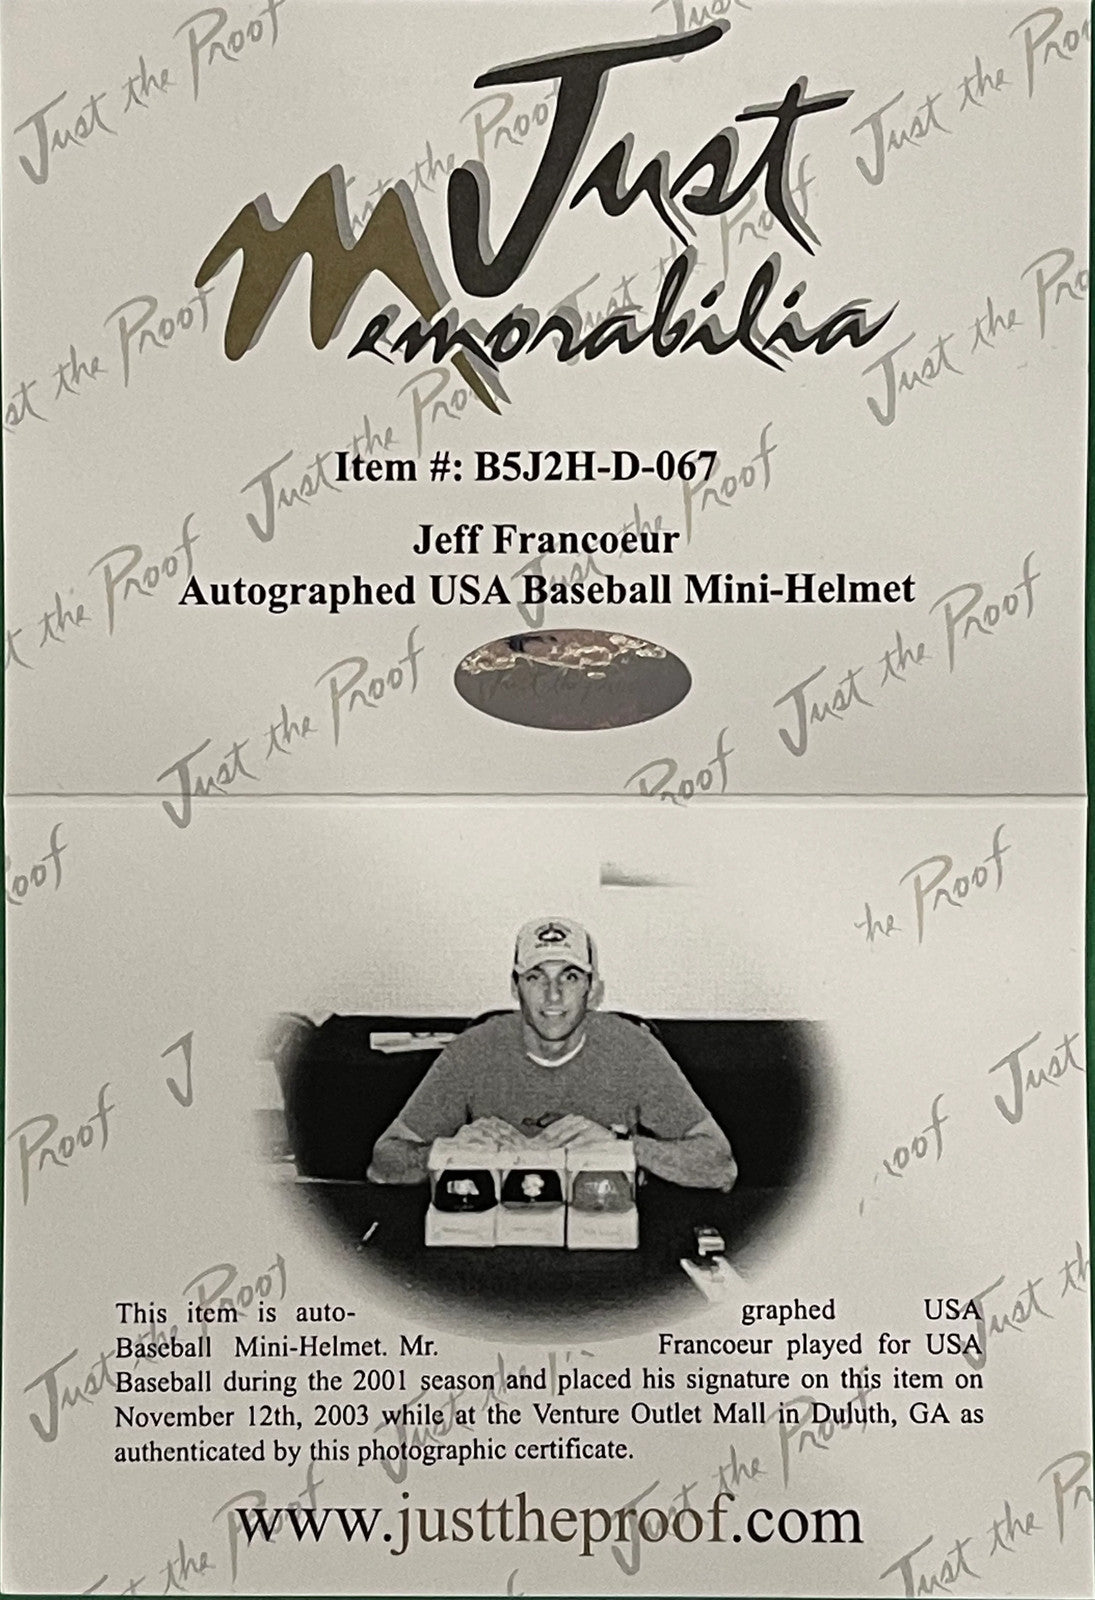 Just
Memorabilia
Item #: B5J2H-D-067
Jeff Francoeur
Autographed USA Baseball Mini-Helmet
Just the Proof
This item is auto- graphed USA
Baseball Mini-Helmet. Mr. Francoeur played for USA
Baseball during the 2001 season and placed his signature on this item on
November 12th, 2003 while at the Venture Outlet Mall in Duluth, GA as
authenticated by this photographic certificate.
www.justtheproof.com